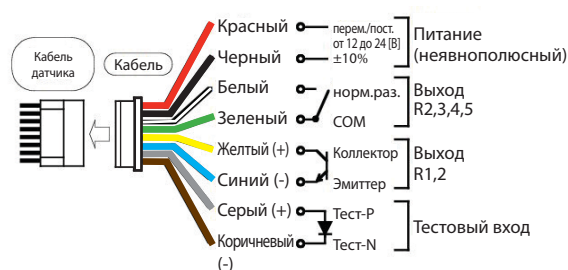 Кабель
датчика
Кабель
Красный
Черный
Белый
Зеленый
Желтый (+)
Синий (-)
Серый (+)
Коричневый
(-)
перем./пост.
от 12 до 24 [В]
±10%
норм.раз.
COM
Коллектор
Эмиттер
Тест-P
Тест-N
Питание
(неявнополюсный)
Выход
R2,3,4,5
Выход
R1,2
Тестовый вход